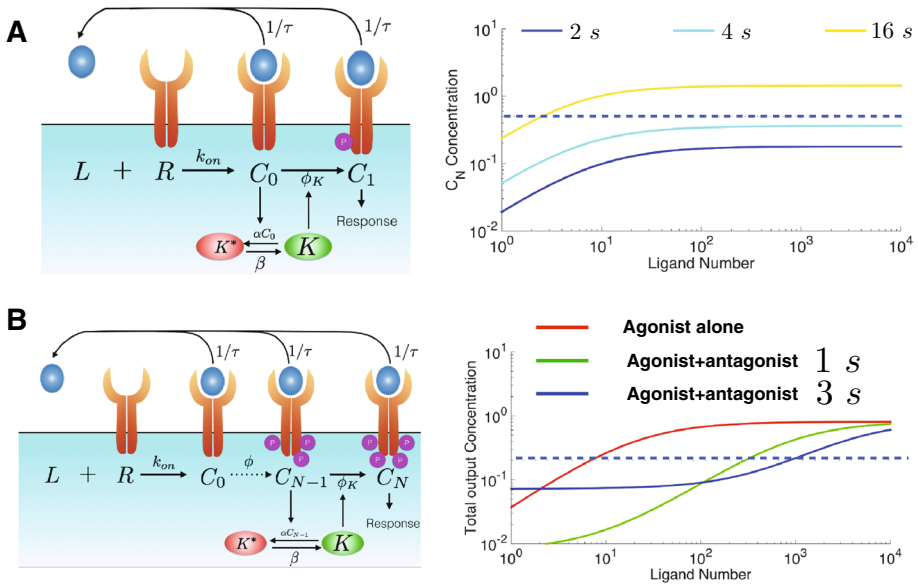 A
1/τ 1/τ
P
L + R k_on C_0 ϕ_K C_1
Response
K* αC_0 K
β
2 s 4 s 16 s
10^1
10^0
10^-1
10^-2
C_N Concentration
10^0 10^1 10^2 10^3 10^4
Ligand Number
B
1/τ 1/τ 1/τ
P P P P P P P
L + R k_on C_0 ϕ C_N−1 ϕ_K C_N
Response
K* αC_N−1 K
β
Agonist alone
Agonist+antagonist 1 s
Agonist+antagonist 3 s
10^1
10^0
10^-1
10^-2
Total output Concentration
10^0 10^1 10^2 10^3 10^4
Ligand Number